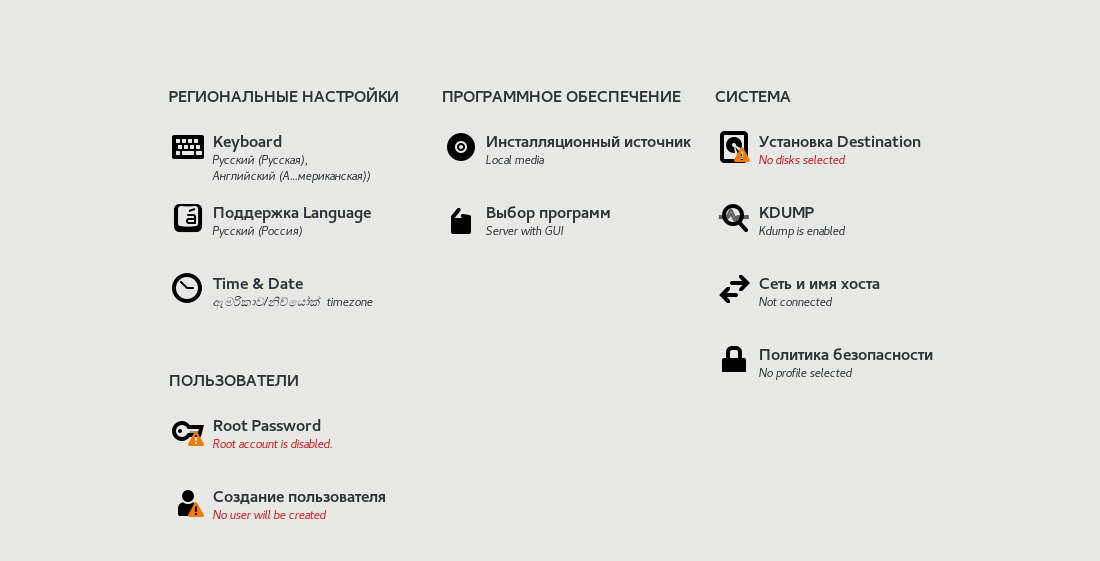 РЕГИОНАЛЬНЫЕ НАСТРОЙКИ
Keyboard
Русский (Русская),
Английский (А...мериканская))
Поддержка Language
Русский (Россия)
Time & Date
അമേരിക്കാവ/നിവ്യോർക് timezone
ПОЛЬЗОВАТЕЛИ
Root Password
Root account is disabled.
Создание пользователя
No user will be created
ПРОГРАММНОЕ ОБЕСПЕЧЕНИЕ
Инсталляционный источник
Local media
Выбор программ
Server with GUI
СИСТЕМА
Установка Destination
No disks selected
KDUMP
Kdump is enabled
Сеть и имя хоста
Not connected
Политика безопасности
No profile selected